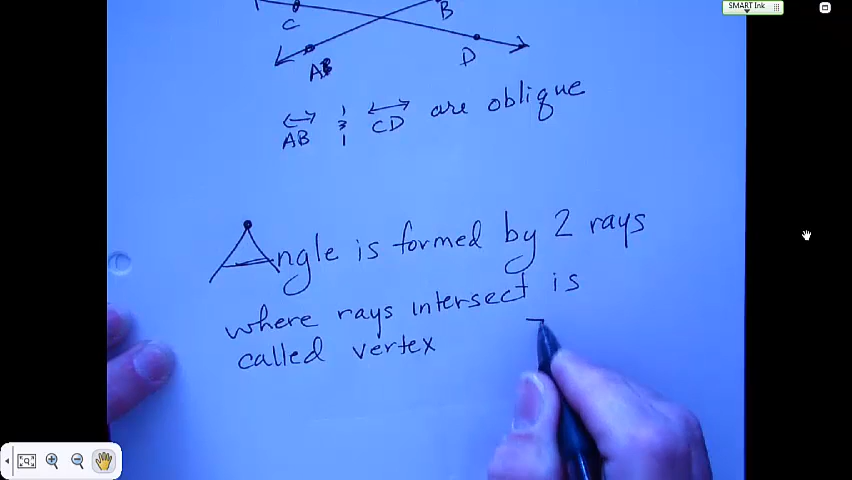 SMART Ink
C
B
AB
D
AB & CD are oblique
Angle is formed by 2 rays
where rays intersect is
called vertex